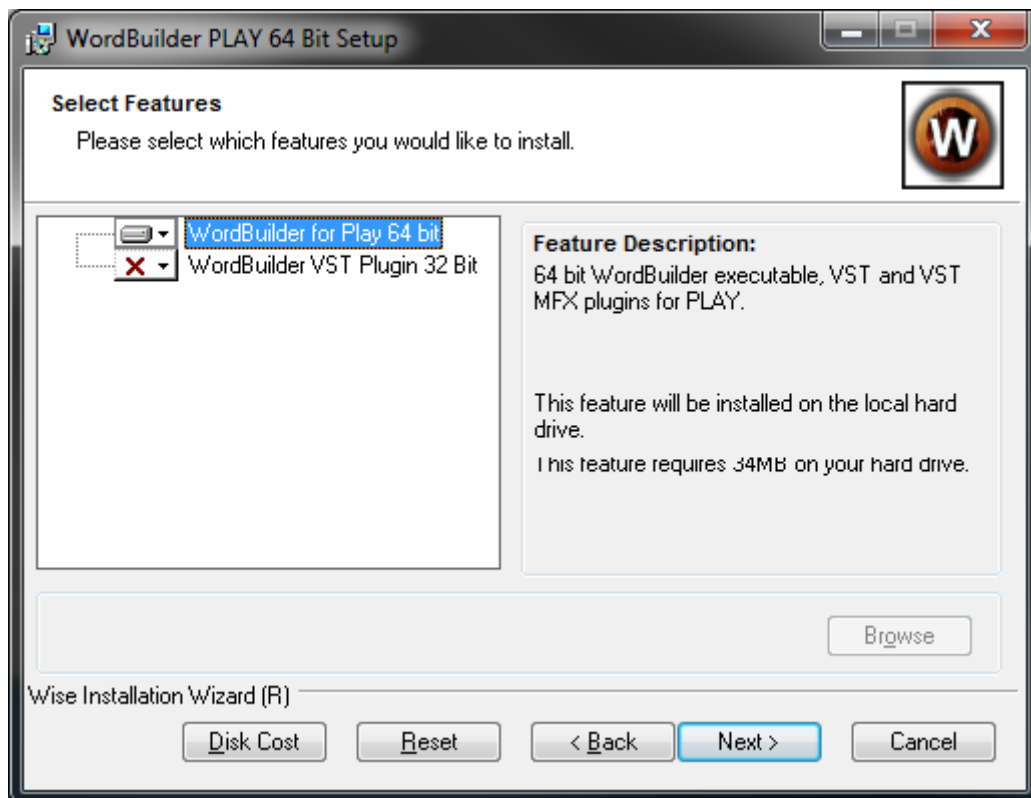 WordBuilder PLAY 64 Bit Setup
Select Features
Please select which features you would like to install.
W
WordBuilder for Play 64 bit
WordBuilder VST Plugin 32 Bit
Feature Description:
64 bit WordBuilder executable, VST and VST
MFX plugins for PLAY.
This feature will be installed on the local hard
drive.
This feature requires 34MB on your hard drive.
Browse
Wise Installation Wizard (R)
Disk Cost
Reset
< Back
Next >
Cancel